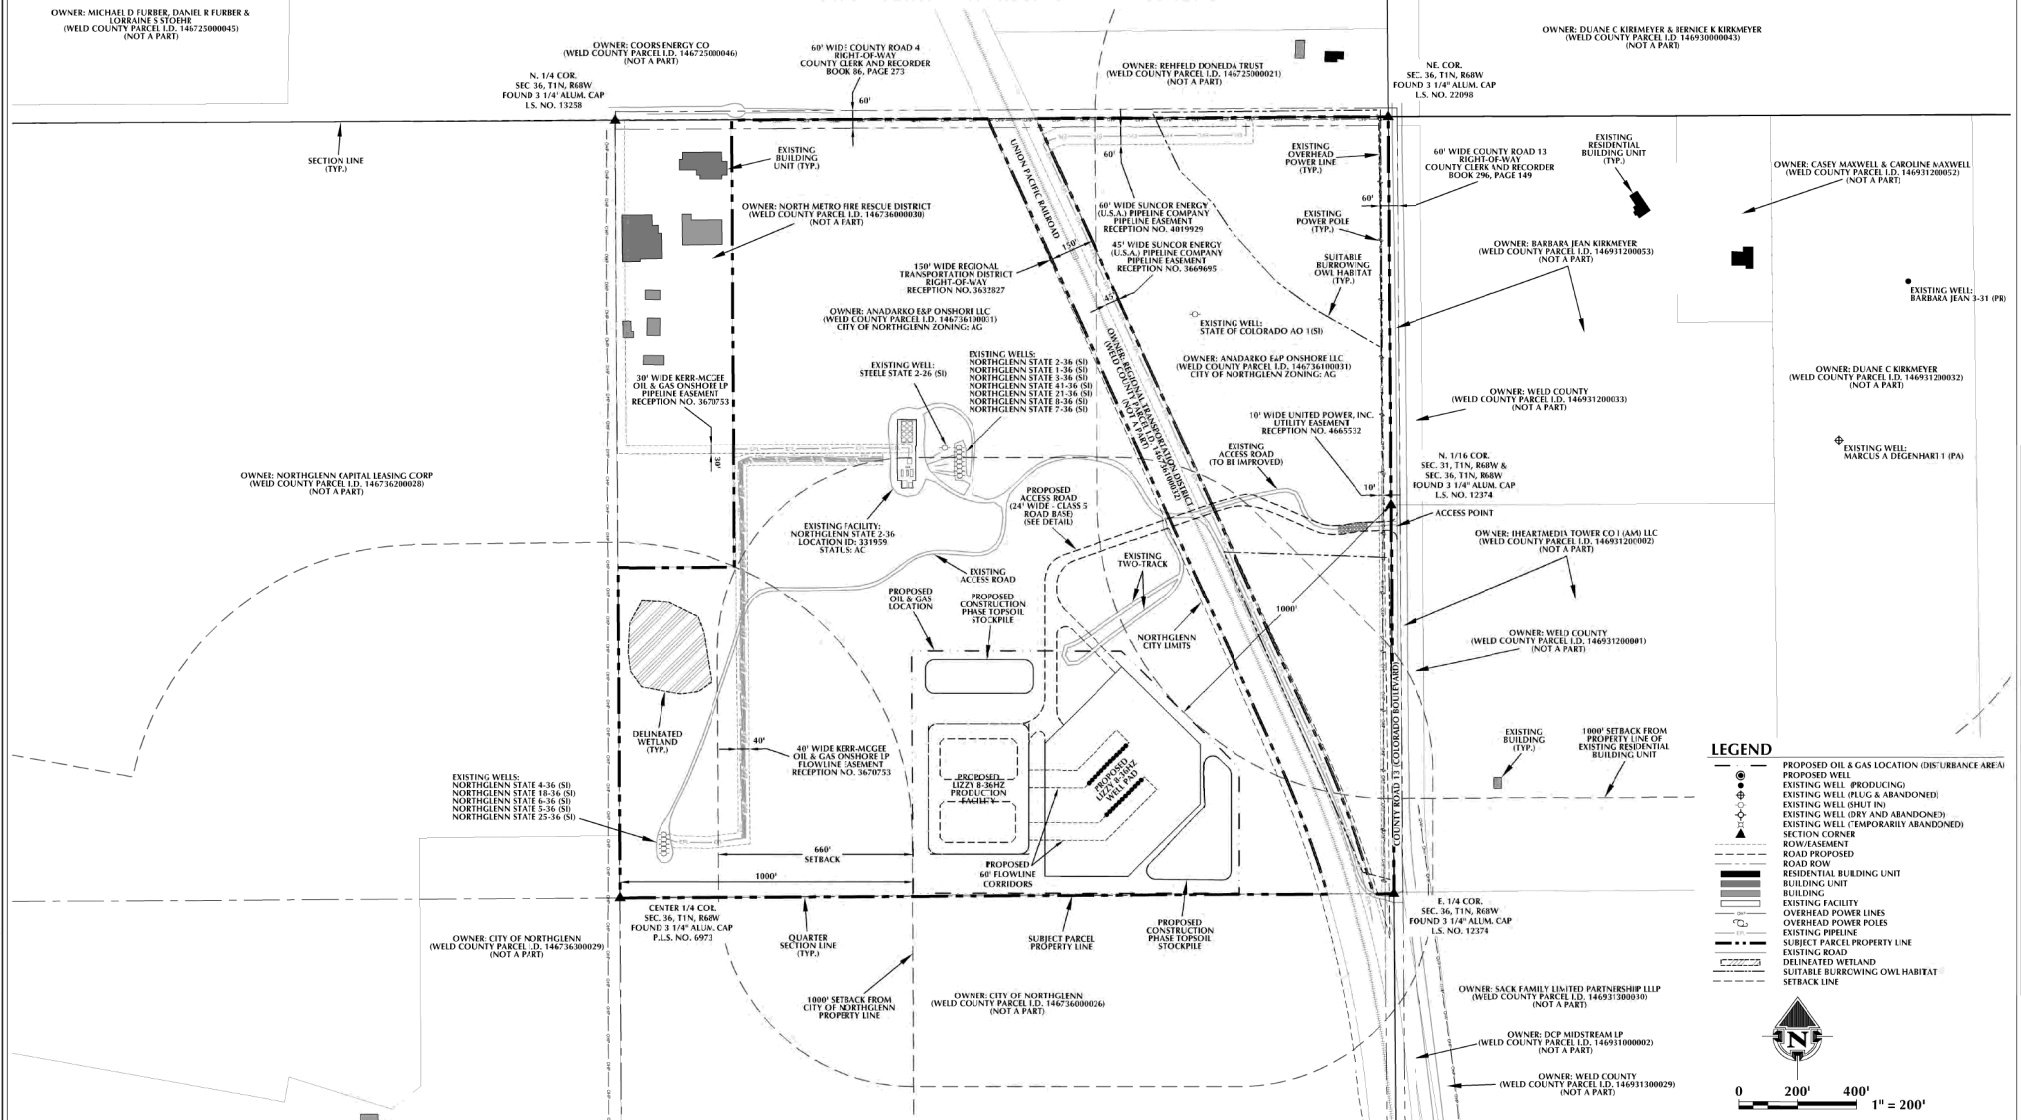 OWNER: MICHAEL D FURBER, DANIEL R FURBER &
LORRAINE S STOEHR
(WELD COUNTY PARCEL I.D. 146725000045)
(NOT A PART)
OWNER: COORS ENERGY CO
(WELD COUNTY PARCEL I.D. 146725000046)
(NOT A PART)
60' WIDE COUNTY ROAD 4
RIGHT-OF-WAY
COUNTY CLERK AND RECORDER
BOOK 86, PAGE 273
OWNER: REHFELD DONELDA TRUST
(WELD COUNTY PARCEL I.D. 146725000021)
(NOT A PART)
OWNER: DUANE C KIRKMEYER & BERNICE K KIRKMEYER
(WELD COUNTY PARCEL I.D. 146930000043)
(NOT A PART)
N. 1/4 COR.
SEC 36, T1N, R68W
FOUND 3 1/4" ALUM. CAP
L.S. NO. 13258
NE. COR.
SEC. 36, T1N, R68W
FOUND 3 1/4" ALUM. CAP
L.S. NO. 22098
60'
SECTION LINE
(TYP.)
EXISTING
BUILDING
UNIT (TYP.)
UNION PACIFIC RAILROAD
60'
EXISTING
OVERHEAD
POWER LINE
(TYP.)
60' WIDE COUNTY ROAD 13
RIGHT-OF-WAY
COUNTY CLERK AND RECORDER
BOOK 296, PAGE 149
EXISTING
RESIDENTIAL
BUILDING UNIT
(TYP.)
OWNER: CASEY MAXWELL & CAROLINE MAXWELL
(WELD COUNTY PARCEL I.D. 146931200052)
(NOT A PART)
OWNER: NORTH METRO FIRE RESCUE DISTRICT
(WELD COUNTY PARCEL I.D. 146736000030)
(NOT A PART)
60' WIDE SUNCOR ENERGY
(U.S.A.) PIPELINE COMPANY
PIPELINE EASEMENT
RECEPTION NO. 4019929
60'
EXISTING
POWER POLE
(TYP.)
150'
45' WIDE SUNCOR ENERGY
(U.S.A.) PIPELINE COMPANY
PIPELINE EASEMENT
RECEPTION NO. 3669695
OWNER: BARBARA JEAN KIRKMEYER
(WELD COUNTY PARCEL I.D. 146931200053)
(NOT A PART)
150' WIDE REGIONAL
TRANSPORTATION DISTRICT
RIGHT-OF-WAY
RECEPTION NO. 3632827
SUITABLE
BURROWING
OWL HABITAT
(TYP.)
45'
EXISTING WELL:
BARBARA JEAN 3-31 (PR)
OWNER: ANADARKO E&P ONSHORE LLC
(WELD COUNTY PARCEL I.D. 146736100031)
CITY OF NORTHGLENN ZONING: AG
EXISTING WELL:
STATE OF COLORADO AO 1 (SI)
OWNER: REGIONAL TRANSPORTATION DISTRICT
(WELD COUNTY PARCEL I.D. 146736100032)
(NOT A PART)
EXISTING WELL:
STEELE STATE 2-26 (SI)
EXISTING WELLS:
NORTHGLENN STATE 2-36 (SI)
NORTHGLENN STATE 1-36 (SI)
NORTHGLENN STATE 3-36 (SI)
NORTHGLENN STATE 41-36 (SI)
NORTHGLENN STATE 21-36 (SI)
NORTHGLENN STATE 8-36 (SI)
NORTHGLENN STATE 7-36 (SI)
OWNER: ANADARKO E&P ONSHORE LLC
(WELD COUNTY PARCEL I.D. 146736100031)
CITY OF NORTHGLENN ZONING: AG
OWNER: DUANE C KIRKMEYER
(WELD COUNTY PARCEL I.D. 146931200032)
(NOT A PART)
30' WIDE KERR-MCGEE
OIL & GAS ONSHORE LP
PIPELINE EASEMENT
RECEPTION NO. 3670753
OWNER: WELD COUNTY
(WELD COUNTY PARCEL I.D. 146931200033)
(NOT A PART)
10' WIDE UNITED POWER, INC.
UTILITY EASEMENT
RECEPTION NO. 4665532
EXISTING
ACCESS ROAD
(TO BE IMPROVED)
EXISTING WELL:
MARCUS A DEGENHART 1 (PA)
30'
N. 1/16 COR.
SEC. 31, T1N, R68W &
SEC. 36, T1N, R68W
FOUND 3 1/4" ALUM. CAP
L.S. NO. 12374
10'
OWNER: NORTHGLENN CAPITAL LEASING CORP
(WELD COUNTY PARCEL I.D. 146736200028)
(NOT A PART)
PROPOSED
ACCESS ROAD
(24' WIDE - CLASS 5
ROAD BASE)
(SEE DETAIL)
ACCESS POINT
EXISTING FACILITY:
NORTHGLENN STATE 2-36
LOCATION ID: 331959
STATUS: AC
OWNER: IHEARTMEDIA TOWER CO I (AM) LLC
(WELD COUNTY PARCEL I.D. 146931200002)
(NOT A PART)
EXISTING
TWO-TRACK
EXISTING
ACCESS ROAD
PROPOSED
OIL & GAS
LOCATION
PROPOSED
CONSTRUCTION
PHASE TOPSOIL
STOCKPILE
1000'
NORTHGLENN
CITY LIMITS
OWNER: WELD COUNTY
(WELD COUNTY PARCEL I.D. 146931200001)
(NOT A PART)
COUNTY ROAD 13 (COLORADO BOULEVARD)
DELINEATED
WETLAND
(TYP.)
40'
40' WIDE KERR-MCGEE
OIL & GAS ONSHORE LP
FLOWLINE EASEMENT
RECEPTION NO. 3670753
EXISTING
BUILDING
(TYP.)
1000' SETBACK FROM
PROPERTY LINE OF
EXISTING RESIDENTIAL
BUILDING UNIT
EXISTING WELLS:
NORTHGLENN STATE 4-36 (SI)
NORTHGLENN STATE 18-36 (SI)
NORTHGLENN STATE 6-36 (SI)
NORTHGLENN STATE 5-36 (SI)
NORTHGLENN STATE 25-36 (SI)
PROPOSED
LIZZY 8-36HZ
PRODUCTION
FACILITY
PROPOSED
LIZZY 8-36HZ
WELL PAD
660'
SETBACK
1000'
PROPOSED
60' FLOWLINE
CORRIDORS
CENTER 1/4 COR.
SEC. 36, T1N, R68W
FOUND 3 1/4" ALUM. CAP
P.L.S. NO. 6973
QUARTER
SECTION LINE
(TYP.)
SUBJECT PARCEL
PROPERTY LINE
PROPOSED
CONSTRUCTION
PHASE TOPSOIL
STOCKPILE
E. 1/4 COR.
SEC. 36, T1N, R68W
FOUND 3 1/4" ALUM. CAP
L.S. NO. 12374
OWNER: CITY OF NORTHGLENN
(WELD COUNTY PARCEL I.D. 146736300029)
(NOT A PART)
1000' SETBACK FROM
CITY OF NORTHGLENN
PROPERTY LINE
OWNER: CITY OF NORTHGLENN
(WELD COUNTY PARCEL I.D. 146736000026)
(NOT A PART)
OWNER: SACK FAMILY LIMITED PARTNERSHIP LLLP
(WELD COUNTY PARCEL I.D. 146931300030)
(NOT A PART)
OWNER: DCP MIDSTREAM LP
(WELD COUNTY PARCEL I.D. 146931000002)
(NOT A PART)
OWNER: WELD COUNTY
(WELD COUNTY PARCEL I.D. 146931300029)
(NOT A PART)
LEGEND
PROPOSED OIL & GAS LOCATION (DISTURBANCE AREA)
PROPOSED WELL
EXISTING WELL (PRODUCING)
EXISTING WELL (PLUG & ABANDONED)
EXISTING WELL (SHUT IN)
EXISTING WELL (DRY AND ABANDONED)
EXISTING WELL (TEMPORARILY ABANDONED)
SECTION CORNER
ROW/EASEMENT
ROAD PROPOSED
ROAD ROW
RESIDENTIAL BUILDING UNIT
BUILDING UNIT
BUILDING
EXISTING FACILITY
OVERHEAD POWER LINES
OVERHEAD POWER POLES
EXISTING PIPELINE
SUBJECT PARCEL PROPERTY LINE
EXISTING ROAD
DELINEATED WETLAND
SUITABLE BURROWING OWL HABITAT
SETBACK LINE
N
0 200' 400'
1" = 200'